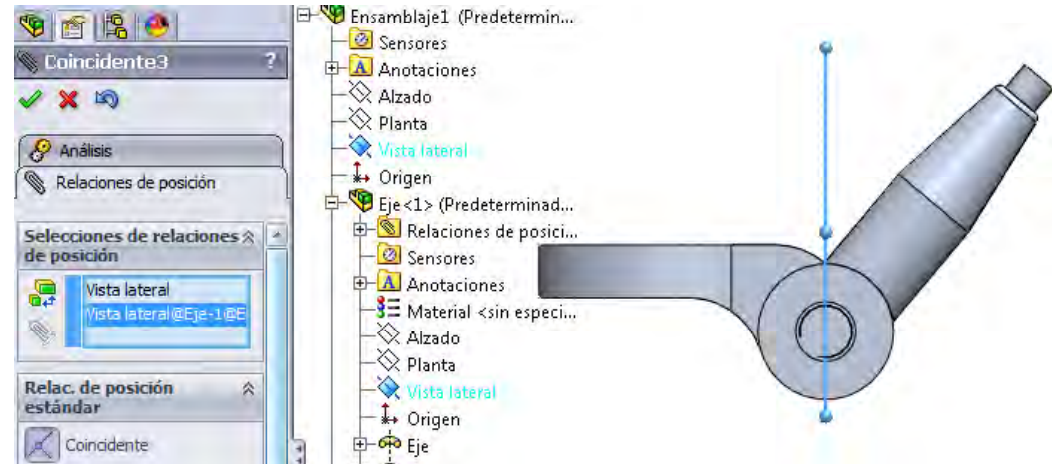 Coincidente3 ?
Análisis
Relaciones de posición
Selecciones de relaciones
de posición
Vista lateral
Vista lateral@Eje-1@E
Relac. de posición
estándar
Coincidente
Ensamblaje1 (Predetermin...
Sensores
A Anotaciones
Alzado
Planta
Vista lateral
Origen
Eje<1> (Predeterminad...
Relaciones de posici...
Sensores
A Anotaciones
Material <sin especi...
Alzado
Planta
Vista lateral
Origen
Eje